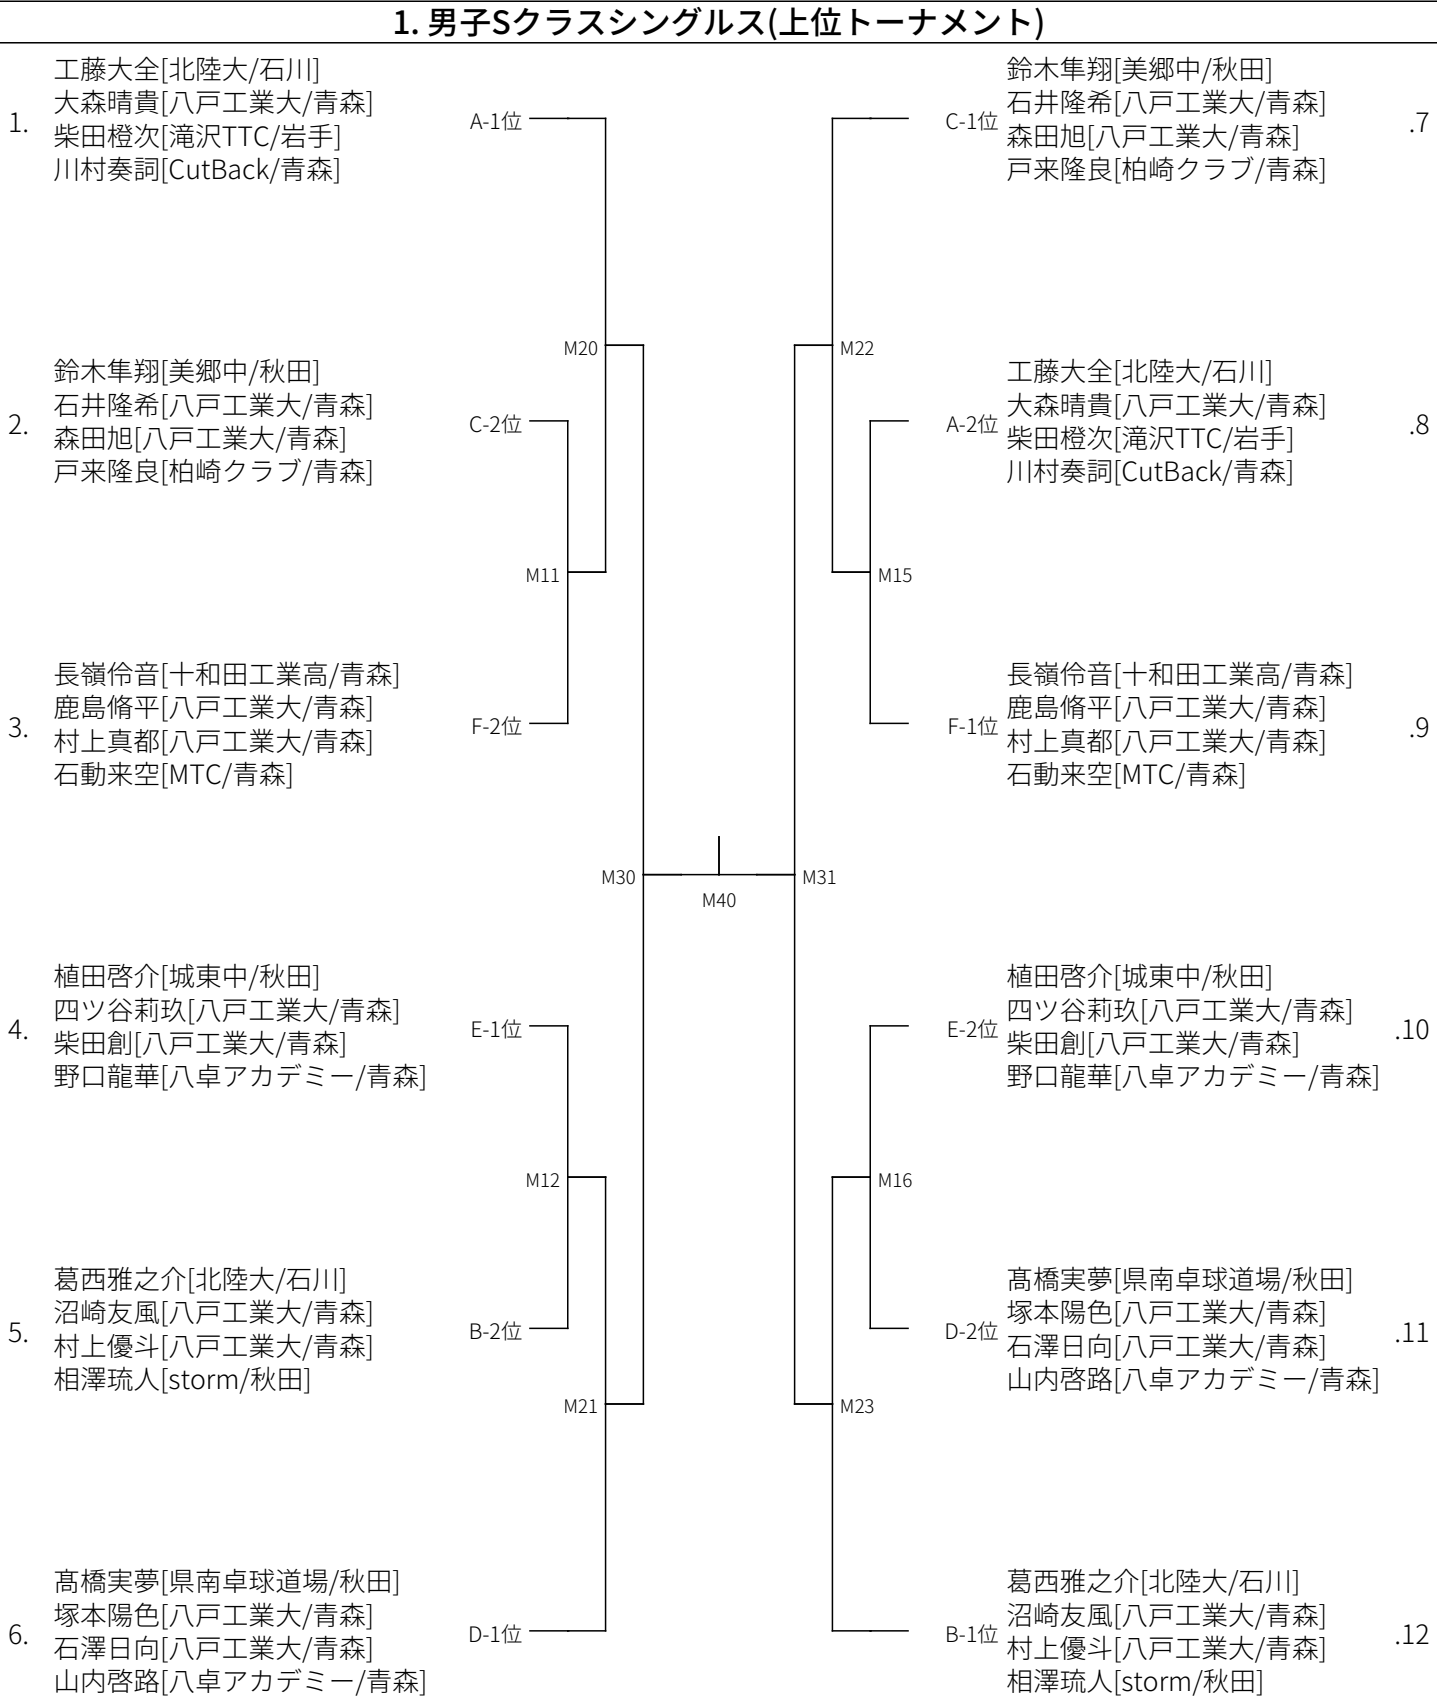 1. 男子Sクラスシングルス(上位トーナメント)
1.
工藤大全[北陸大/石川]
大森晴貴[八戸工業大/青森]
柴田橙次[滝沢TTC/岩手]
川村奏詞[CutBack/青森]
A-1位
2.
鈴木隼翔[美郷中/秋田]
石井隆希[八戸工業大/青森]
森田旭[八戸工業大/青森]
戸来隆良[柏崎クラブ/青森]
C-2位
3.
長嶺伶音[十和田工業高/青森]
鹿島脩平[八戸工業大/青森]
村上真都[八戸工業大/青森]
石動来空[MTC/青森]
F-2位
4.
植田啓介[城東中/秋田]
四ツ谷莉玖[八戸工業大/青森]
柴田創[八戸工業大/青森]
野口龍華[八卓アカデミー/青森]
E-1位
5.
葛西雅之介[北陸大/石川]
沼崎友風[八戸工業大/青森]
村上優斗[八戸工業大/青森]
相澤琉人[storm/秋田]
B-2位
6.
髙橋実夢[県南卓球道場/秋田]
塚本陽色[八戸工業大/青森]
石澤日向[八戸工業大/青森]
山内啓路[八卓アカデミー/青森]
D-1位
M20
M11
M30
M12
M21
M40
M22
M15
M31
M16
M23
C-1位
鈴木隼翔[美郷中/秋田]
石井隆希[八戸工業大/青森]
森田旭[八戸工業大/青森]
戸来隆良[柏崎クラブ/青森]
.7
A-2位
工藤大全[北陸大/石川]
大森晴貴[八戸工業大/青森]
柴田橙次[滝沢TTC/岩手]
川村奏詞[CutBack/青森]
.8
F-1位
長嶺伶音[十和田工業高/青森]
鹿島脩平[八戸工業大/青森]
村上真都[八戸工業大/青森]
石動来空[MTC/青森]
.9
E-2位
植田啓介[城東中/秋田]
四ツ谷莉玖[八戸工業大/青森]
柴田創[八戸工業大/青森]
野口龍華[八卓アカデミー/青森]
.10
D-2位
髙橋実夢[県南卓球道場/秋田]
塚本陽色[八戸工業大/青森]
石澤日向[八戸工業大/青森]
山内啓路[八卓アカデミー/青森]
.11
B-1位
葛西雅之介[北陸大/石川]
沼崎友風[八戸工業大/青森]
村上優斗[八戸工業大/青森]
相澤琉人[storm/秋田]
.12